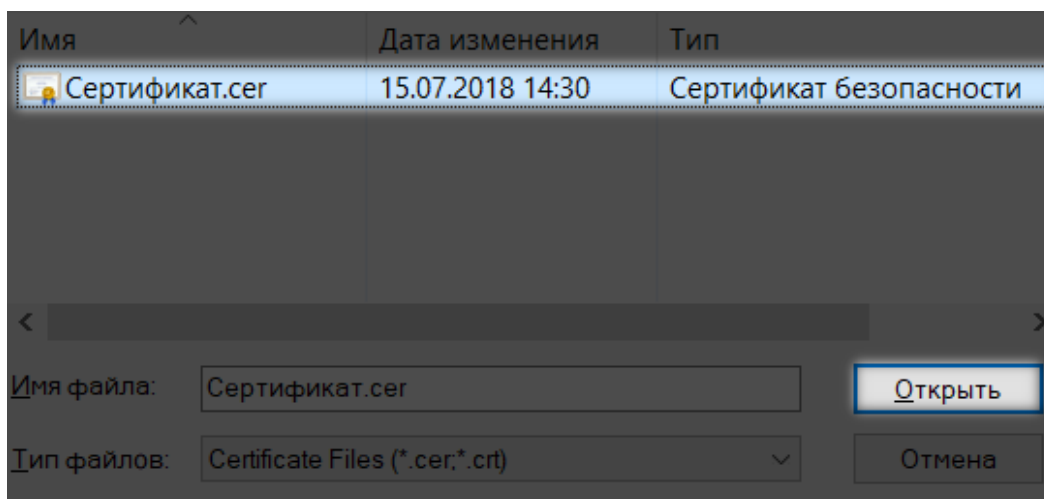 Имя Дата изменения Тип
Сертификат.cer 15.07.2018 14:30 Сертификат безопасности
Имя файла: Сертификат.cer Открыть
Тип файлов: Certificate Files (*.cer;*.crt) Отмена